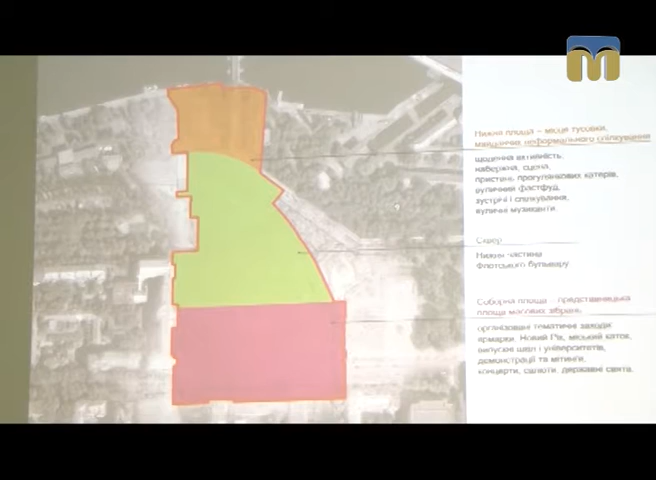 Нижня площа – місце тусовки,
майданчик неформального спілкування
щоденна активність:
набережна, сцена,
пристань прогулянкових катерів,
вуличний фастфуд,
зустрічі і спілкування,
вуличні музиканти.
Сквер
Нижня частина
Флотського бульвару
Соборна площа – представницька
площа масових зібрань
організовані тематичні заходи:
ярмарки, Новий Рік, міський каток,
випускні шкіл і університетів,
демонстрації та мітинги,
концерти, салюти, державні свята.